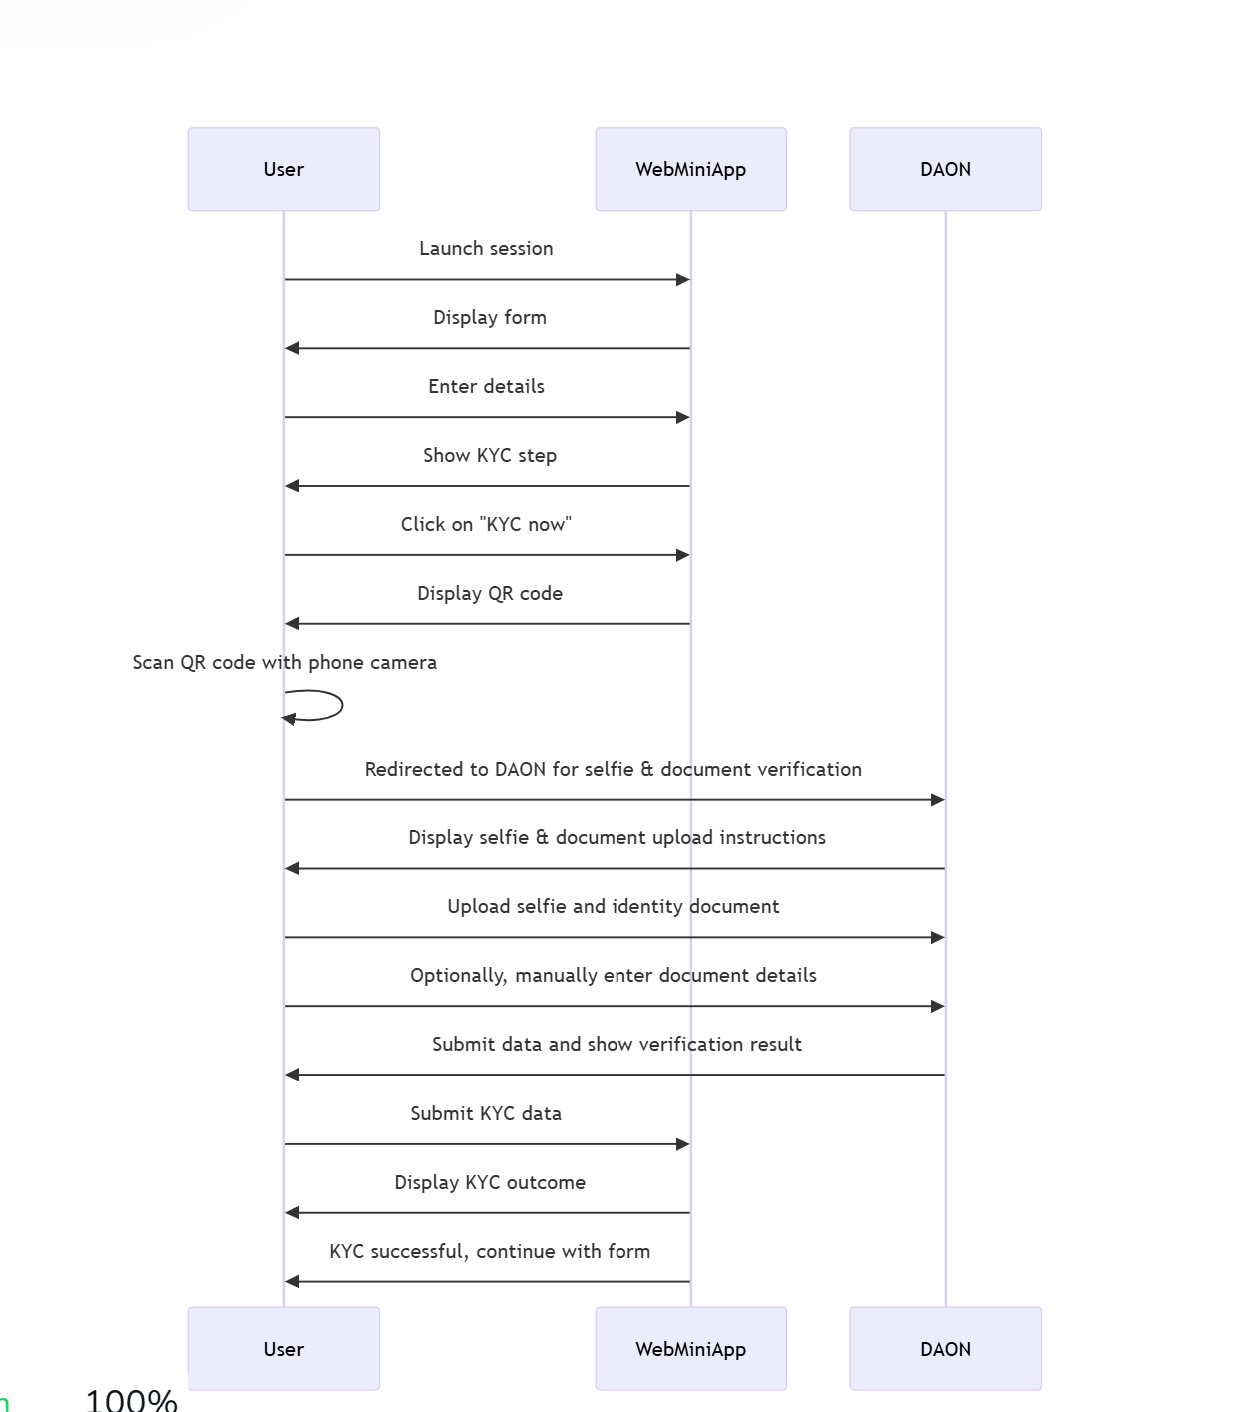 User
WebMiniApp
DAON
Launch session
Display form
Enter details
Show KYC step
Click on "KYC now"
Display QR code
Scan QR code with phone camera
Redirected to DAON for selfie & document verification
Display selfie & document upload instructions
Upload selfie and identity document
Optionally, manually enter document details
Submit data and show verification result
Submit KYC data
Display KYC outcome
KYC successful, continue with form
User
WebMiniApp
DAON
100%